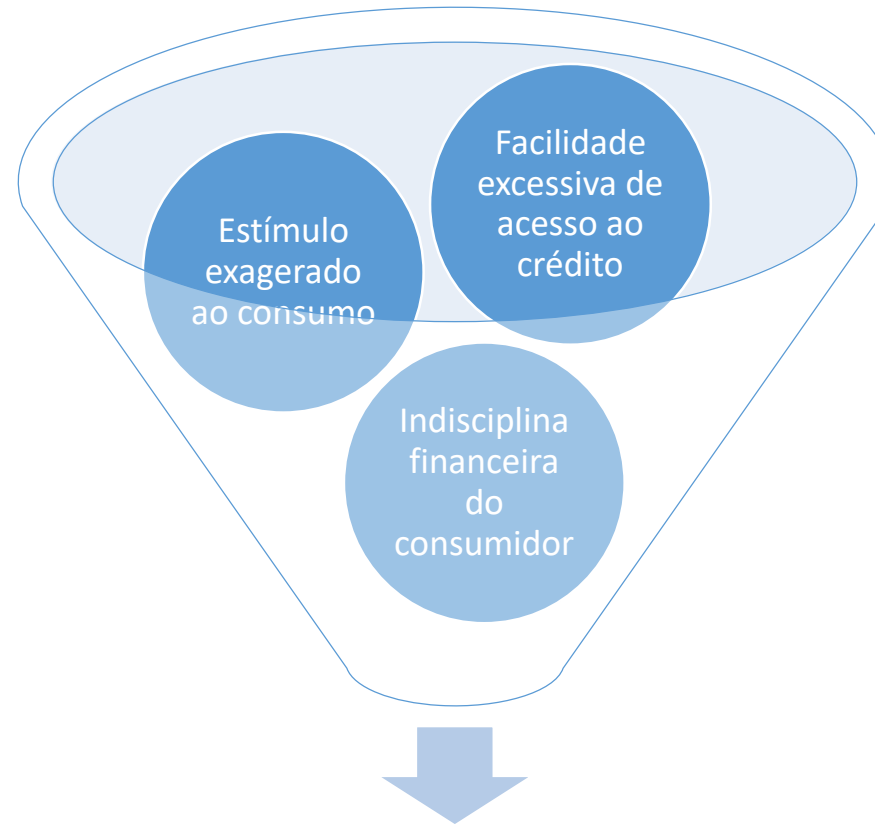 Facilidade
excessiva de
acesso ao
crédito
Estímulo
exagerado
ao consumo
Indisciplina
financeira
do
consumidor